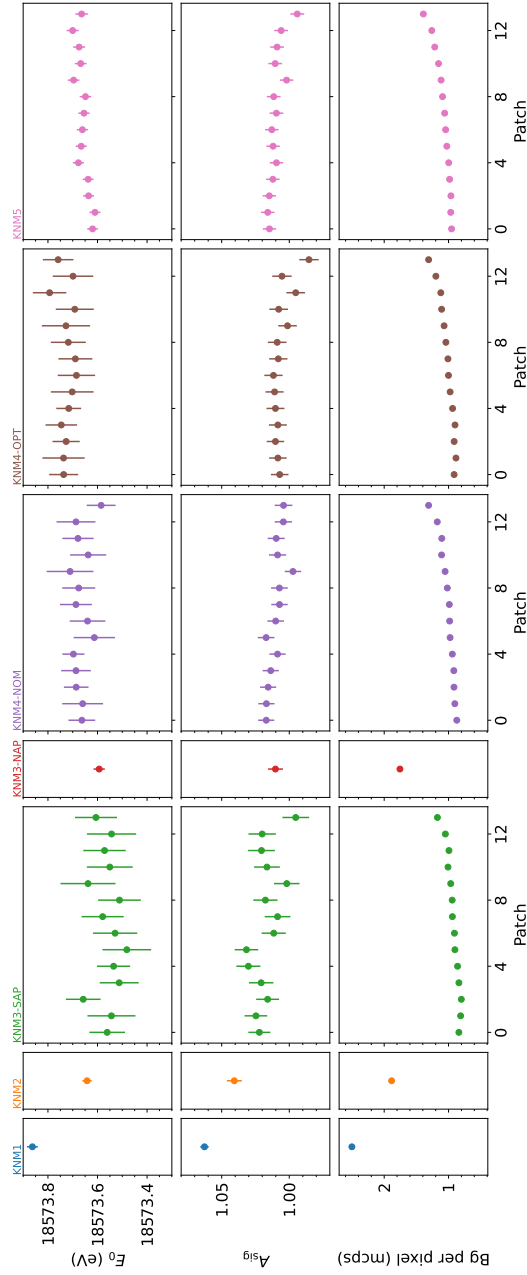 KNM1
KNM2
KNM3-SAP
KNM3-NAP
KNM4-NOM
KNM4-OPT
KNM5
E₀ (eV)
18573.8
18573.6
18573.4
A_sig
1.05
1.00
Bg per pixel (mcps)
2
1
0 4 8 12
Patch
0 4 8 12
Patch
0 4 8 12
Patch
0 4 8 12
Patch